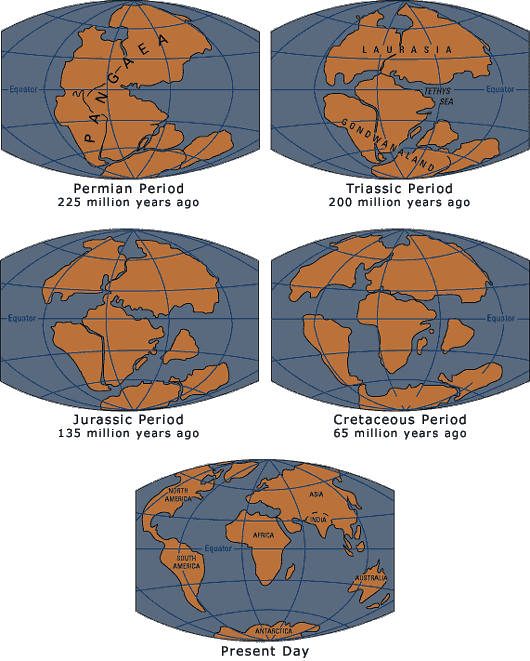 PANGAEA
Equator
Permian Period
225 million years ago
LAURASIA
TETHYS
SEA
Equator
GONDWANALAND
Triassic Period
200 million years ago
Equator
Jurassic Period
135 million years ago
Equator
Cretaceous Period
65 million years ago
NORTH
AMERICA
ASIA
INDIA
AFRICA
Equator
SOUTH
AMERICA
AUSTRALIA
ANTARCTICA
Present Day